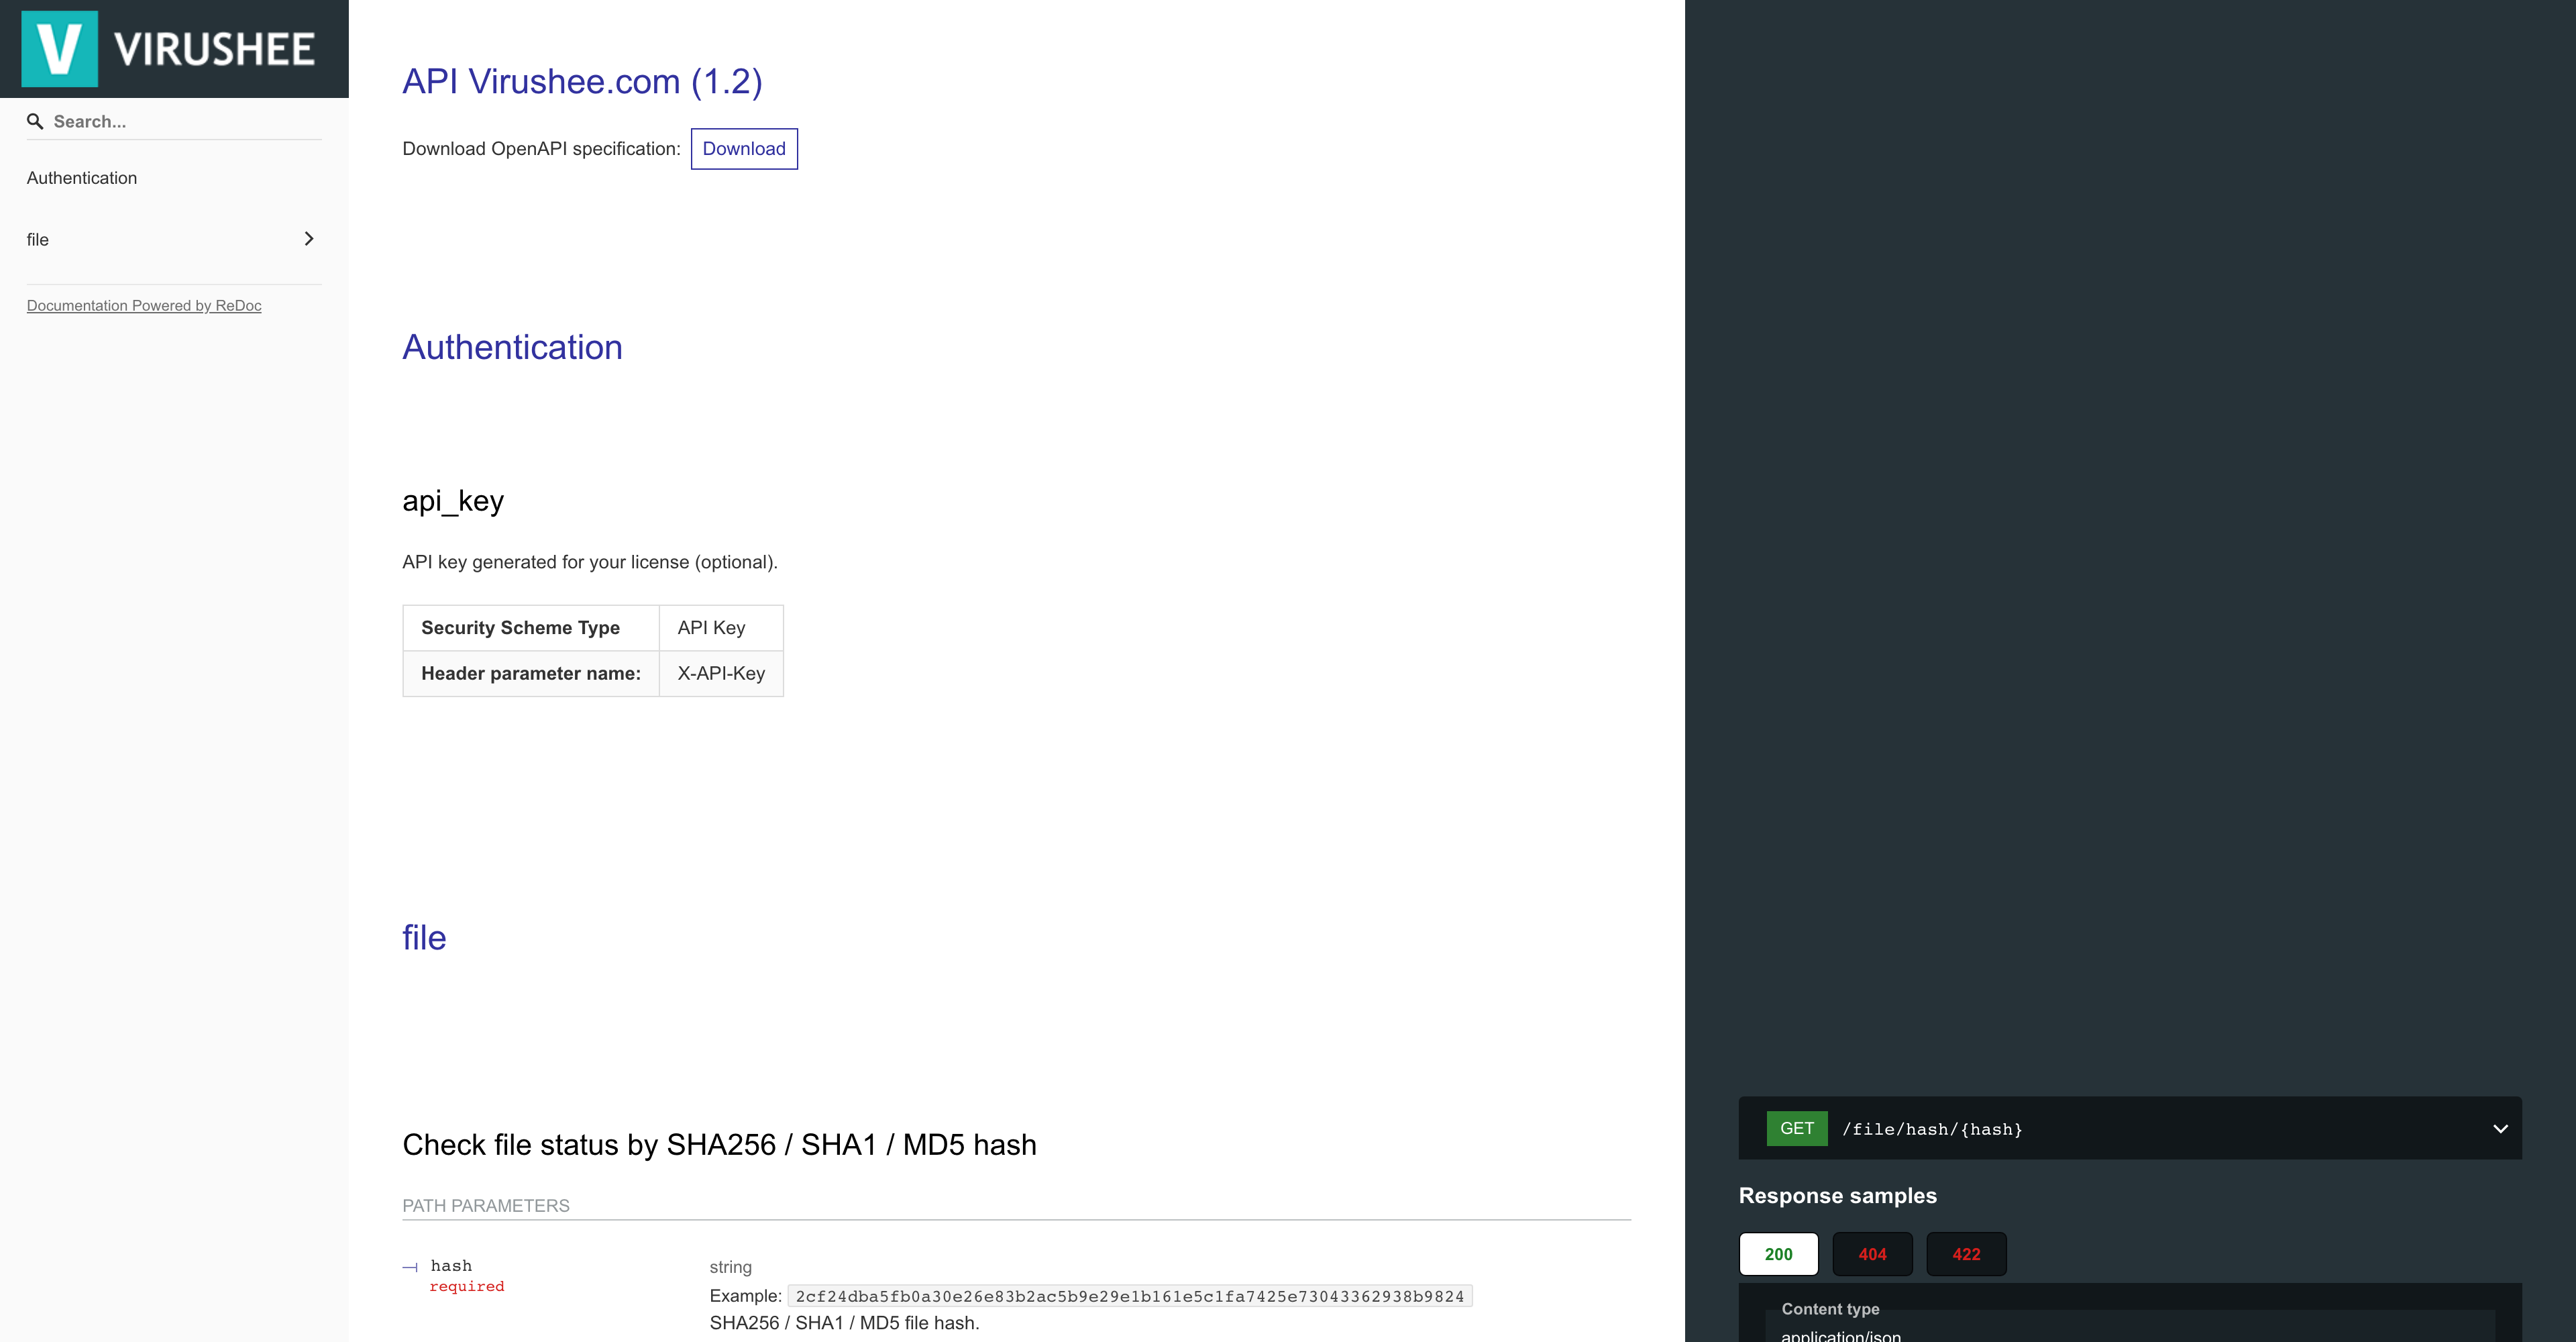 VIRUSHEE
Search...
Authentication
file
Documentation Powered by ReDoc
API Virushee.com (1.2)
Download OpenAPI specification: Download
Authentication
api_key
API key generated for your license (optional).
Security Scheme Type API Key
Header parameter name: X-API-Key
file
Check file status by SHA256 / SHA1 / MD5 hash
PATH PARAMETERS
hash
required
string
Example: 2cf24dba5fb0a30e26e83b2ac5b9e29e1b161e5c1fa7425e73043362938b9824
SHA256 / SHA1 / MD5 file hash.
GET /file/hash/{hash}
Response samples
200 404 422
Content type
application/json